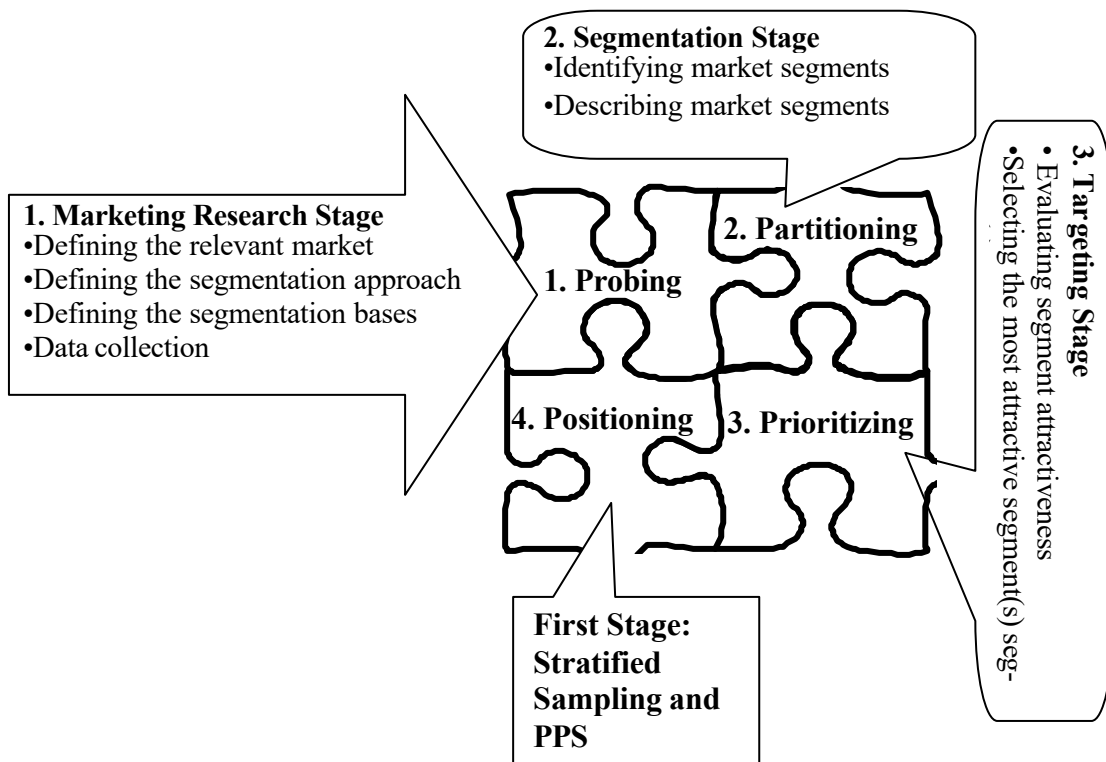 2. Segmentation Stage
•Identifying market segments
•Describing market segments
1. Marketing Research Stage
•Defining the relevant market
•Defining the segmentation approach
•Defining the segmentation bases
•Data collection
1. Probing
2. Partitioning
4. Positioning
3. Prioritizing
3. Targeting Stage
• Evaluating segment attractiveness
•Selecting the most attractive segment(s) seg-
First Stage:
Stratified
Sampling and
PPS